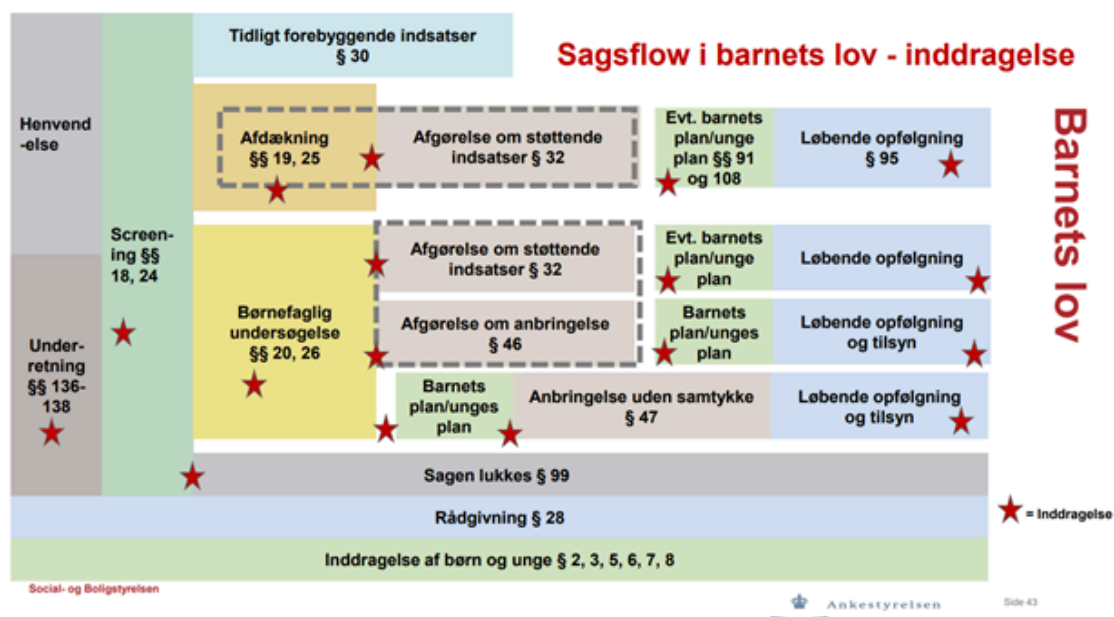 Sagsflow i barnets lov - inddragelse
Barnets lov
Henvend
-else
Under-
retning
§§ 136-
138
Screen-
ing §§
18, 24
Tidligt forebyggende indsatser
§ 30
Afdækning
§§ 19, 25
Afgørelse om støttende
indsatser § 32
Evt. barnets
plan/unge
plan §§ 91
og 108
Løbende opfølgning
§ 95
Børnefaglig
undersøgelse
§§ 20, 26
Afgørelse om støttende
indsatser § 32
Evt. barnets
plan/unge
plan
Løbende opfølgning
Afgørelse om anbringelse
§ 46
Barnets
plan/unges
plan
Løbende opfølgning
og tilsyn
Barnets
plan/unges
plan
Anbringelse uden samtykke
§ 47
Løbende opfølgning
og tilsyn
Sagen lukkes § 99
Rådgivning § 28
Inddragelse af børn og unge § 2, 3, 5, 6, 7, 8
= Inddragelse
Social- og Boligstyrelsen
Ankestyrelsen
Side 43